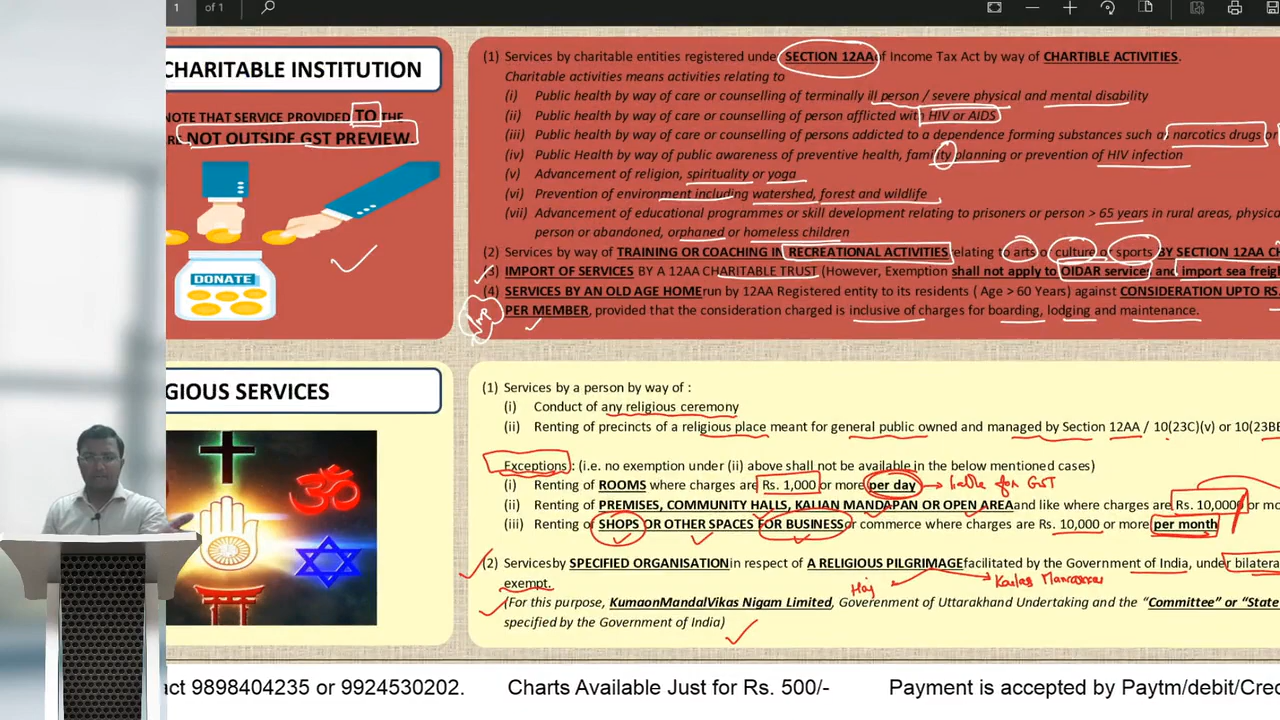 1 of 1
CHARITABLE INSTITUTION
NOTE THAT SERVICE PROVIDED TO THE
RE NOT OUTSIDE GST PREVIEW.
DONATE
(1) Services by charitable entities registered unde SECTION 12AA of Income Tax Act by way of CHARTIBLE ACTIVITIES.
Charitable activities means activities relating to
(i) Public health by way of care or counselling of terminally ill person / severe physical and mental disability
(ii) Public health by way of care or counselling of person afflicted with HIV or AIDS
(iii) Public health by way of care or counselling of persons addicted to a dependence forming substances such as narcotics drugs or
(iv) Public Health by way of public awareness of preventive health, family planning or prevention of HIV infection
(v) Advancement of religion, spirituality or yoga
(vi) Prevention of environment including watershed, forest and wildlife
(vii) Advancement of educational programmes or skill development relating to prisoners or person > 65 years in rural areas, physica
person or abandoned, orphaned or homeless children
(2) Services by way of TRAINING OR COACHING IN RECREATIONAL ACTIVITIES relating to arts o culture or sports BY SECTION 12AA C
(3) IMPORT OF SERVICES BY A 12AA CHARITABLE TRUST (However, Exemption shall not apply to OIDAR services and import sea freig
(4) SERVICES BY AN OLD AGE HOME run by 12AA Registered entity to its residents ( Age > 60 Years) against CONSIDERATION UPTO RS.
PER MEMBER, provided that the consideration charged is inclusive of charges for boarding, lodging and maintenance.
GIOUS SERVICES
(1) Services by a person by way of :
(i) Conduct of any religious ceremony
(ii) Renting of precincts of a religious place meant for general public owned and managed by Section 12AA / 10(23C)(v) or 10(23BE
Exceptions : (i.e. no exemption under (ii) above shall not be available in the below mentioned cases)
(i) Renting of ROOMS where charges are Rs. 1,000 or more per day → liable for GST
(ii) Renting of PREMISES, COMMUNITY HALLS, KALIAN MANDAPAN OR OPEN AREA and like where charges are Rs. 10,000 or mo
(iii) Renting of SHOPS OR OTHER SPACES FOR BUSINESS or commerce where charges are Rs. 10,000 or more per month
(2) Services by SPECIFIED ORGANISATION in respect of A RELIGIOUS PILGRIMAGE facilitated by the Government of India, under bilatera
exempt.
Haj
Kailas Mansarovar
(For this purpose, KumaonMandalVikas Nigam Limited, Government of Uttarakhand Undertaking and the "Committee" or "State
specified by the Government of India)
act 9898404235 or 9924530202. Charts Available Just for Rs. 500/- Payment is accepted by Paytm/debit/Cred